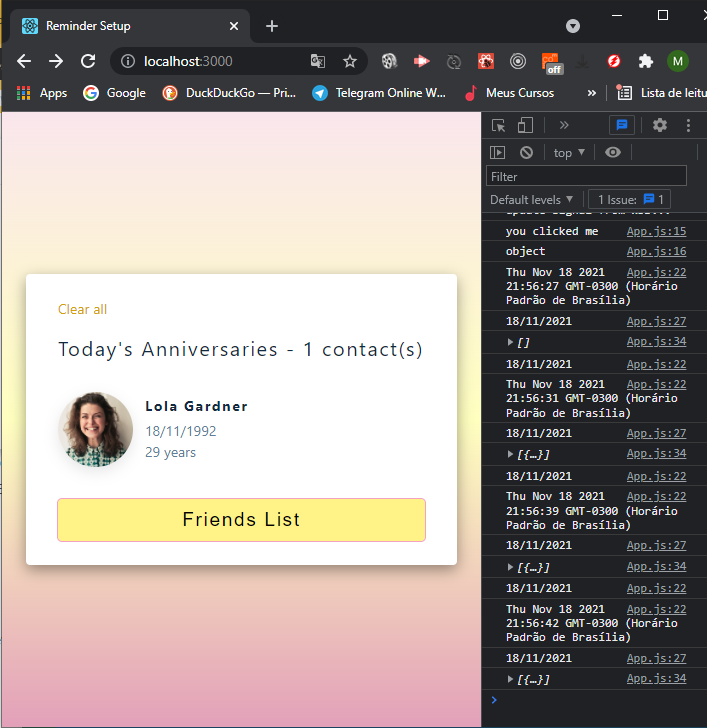 Reminder Setup
localhost:3000
off
M
Apps
Google
DuckDuckGo — Pri...
Telegram Online W...
Meus Cursos
»
Lista de leitu
top
Filter
Default levels
1 Issue: 1
you clicked me App.js:15
object App.js:16
Thu Nov 18 2021 App.js:22
21:56:27 GMT-0300 (Horário
Padrão de Brasília)
18/11/2021 App.js:27
[] App.js:34
18/11/2021 App.js:22
Thu Nov 18 2021 App.js:22
21:56:31 GMT-0300 (Horário
Padrão de Brasília)
18/11/2021 App.js:27
[{…}] App.js:34
18/11/2021 App.js:22
Thu Nov 18 2021 App.js:22
21:56:39 GMT-0300 (Horário
Padrão de Brasília)
18/11/2021 App.js:27
[{…}] App.js:34
18/11/2021 App.js:22
Thu Nov 18 2021 App.js:22
21:56:42 GMT-0300 (Horário
Padrão de Brasília)
18/11/2021 App.js:27
[{…}] App.js:34
Clear all
Today's Anniversaries - 1 contact(s)
Lola Gardner
18/11/1992
29 years
Friends List